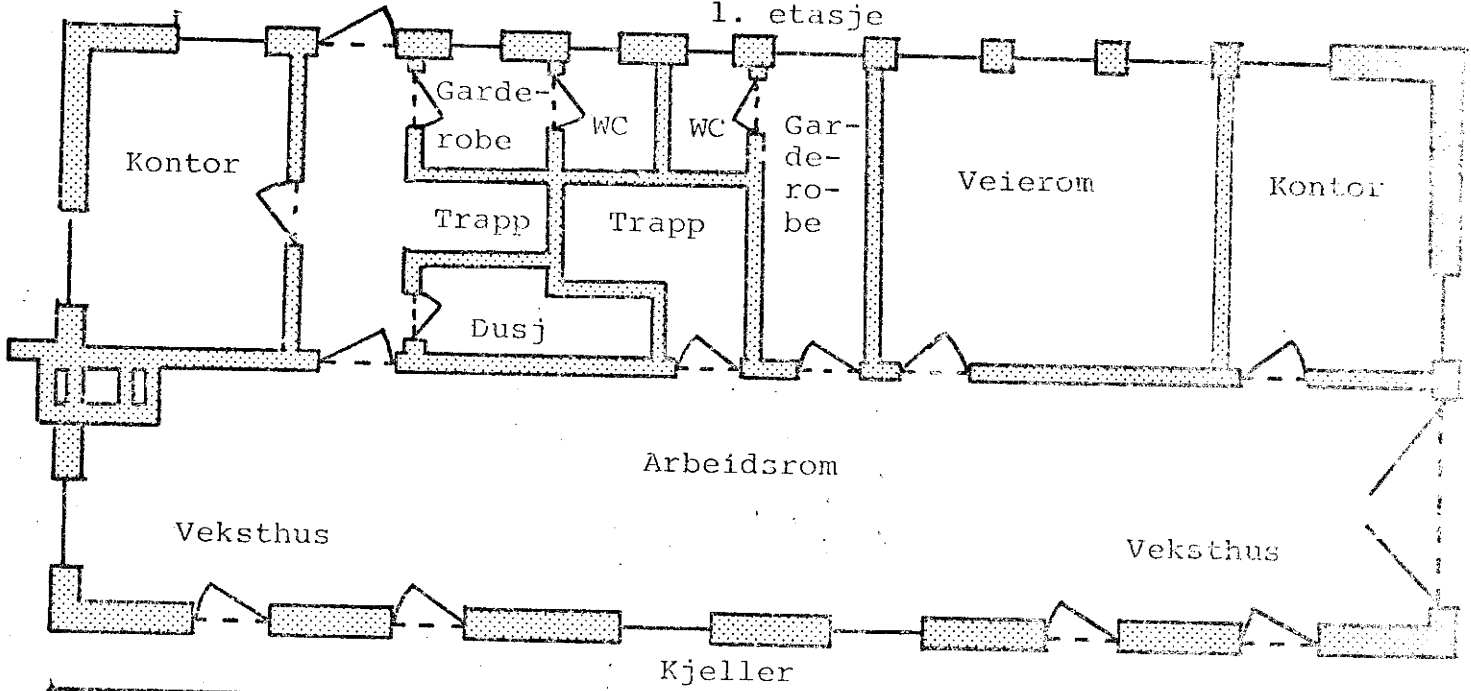 1. etasje
Garde-
robe
WC
WC
Gar-
de-
ro-
be
Kontor
Veierom
Kontor
Trapp
Trapp
Dusj
Arbeidsrom
Veksthus
Veksthus
Kjeller